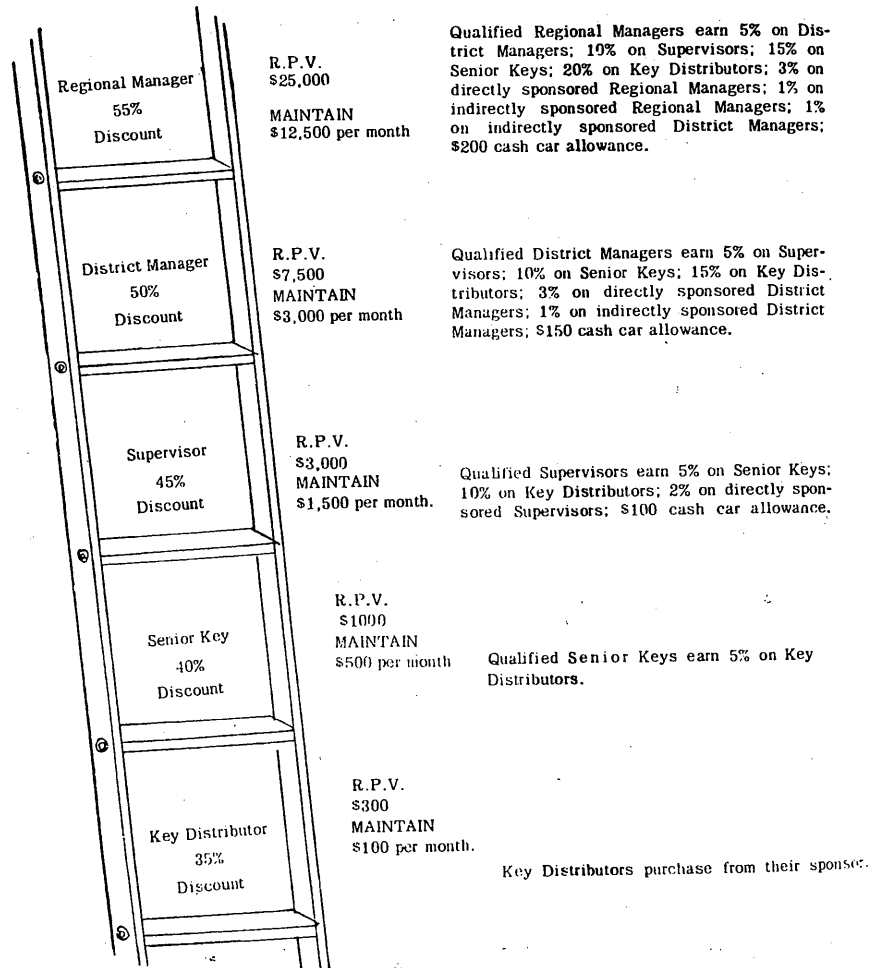 Regional Manager
55%
Discount
R.P.V.
$25,000
MAINTAIN
$12,500 per month
Qualified Regional Managers earn 5% on Dis-
trict Managers; 10% on Supervisors; 15% on
Senior Keys; 20% on Key Distributors; 3% on
directly sponsored Regional Managers; 1% on
indirectly sponsored Regional Managers; 1%
on indirectly sponsored District Managers;
$200 cash car allowance.
District Manager
50%
Discount
R.P.V.
$7,500
MAINTAIN
$3,000 per month
Qualified District Managers earn 5% on Super-
visors; 10% on Senior Keys; 15% on Key Dis-
tributors; 3% on directly sponsored District
Managers; 1% on indirectly sponsored District
Managers; $150 cash car allowance.
Supervisor
45%
Discount
R.P.V.
$3,000
MAINTAIN
$1,500 per month.
Qualified Supervisors earn 5% on Senior Keys;
10% on Key Distributors; 2% on directly spon-
sored Supervisors; $100 cash car allowance.
Senior Key
40%
Discount
R.P.V.
$1000
MAINTAIN
$500 per month
Qualified Senior Keys earn 5% on Key
Distributors.
Key Distributor
35%
Discount
R.P.V.
$300
MAINTAIN
$100 per month.
Key Distributors purchase from their sponsor.